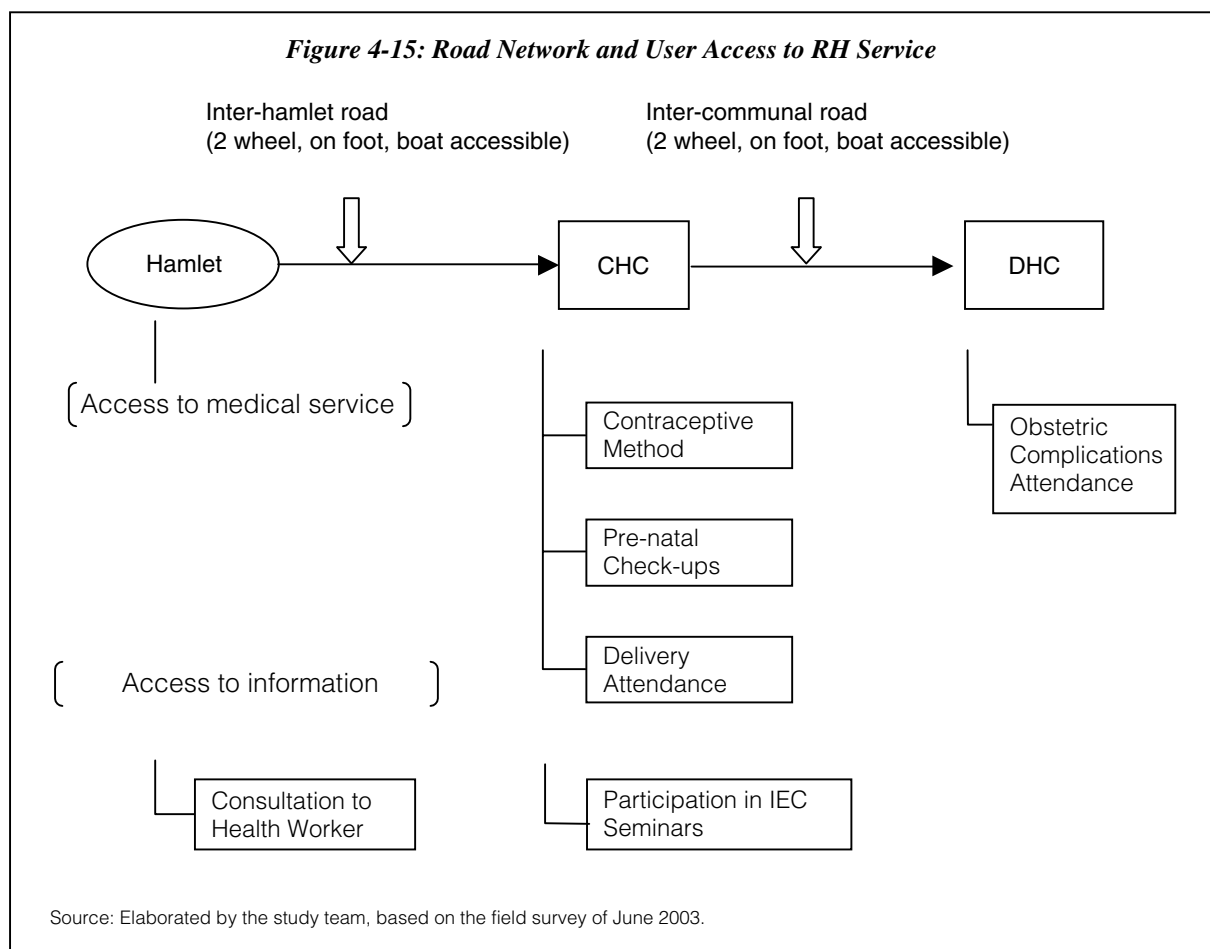 Figure 4-15: Road Network and User Access to RH Service
Inter-hamlet road
(2 wheel, on foot, boat accessible)
Inter-communal road
(2 wheel, on foot, boat accessible)
Hamlet
CHC
DHC
Access to medical service
Contraceptive
Method
Obstetric
Complications
Attendance
Pre-natal
Check-ups
Delivery
Attendance
Access to information
Consultation to
Health Worker
Participation in IEC
Seminars
Source: Elaborated by the study team, based on the field survey of June 2003.